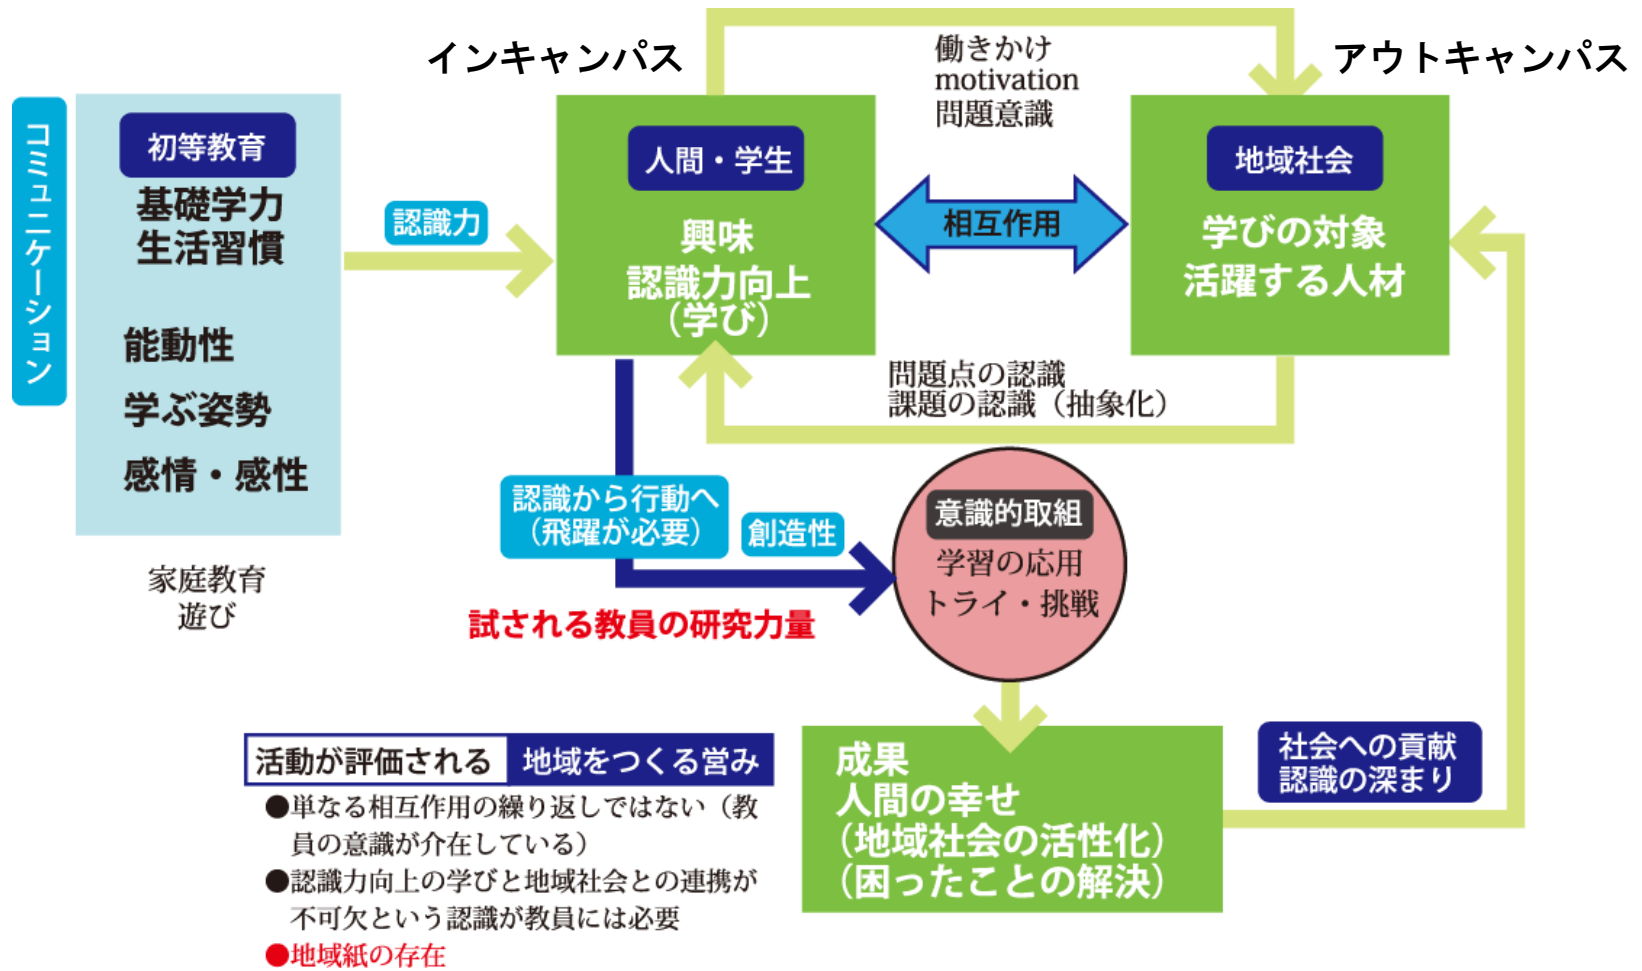 インキャンパス
アウトキャンパス
働きかけ
motivation
問題意識
コミュニケーション
初等教育
基礎学力
生活習慣
能動性
学ぶ姿勢
感情・感性
家庭教育
遊び
認識力
人間・学生
興味
認識力向上
（学び）
相互作用
地域社会
学びの対象
活躍する人材
問題点の認識
課題の認識（抽象化）
認識から行動へ
（飛躍が必要）
創造性
試される教員の研究力量
意識的取組
学習の応用
トライ・挑戦
成果
人間の幸せ
（地域社会の活性化）
（困ったことの解決）
社会への貢献
認識の深まり
活動が評価される 地域をつくる営み
●単なる相互作用の繰り返しではない（教
員の意識が介在している）
●認識力向上の学びと地域社会との連携が
不可欠という認識が教員には必要
●地域紙の存在